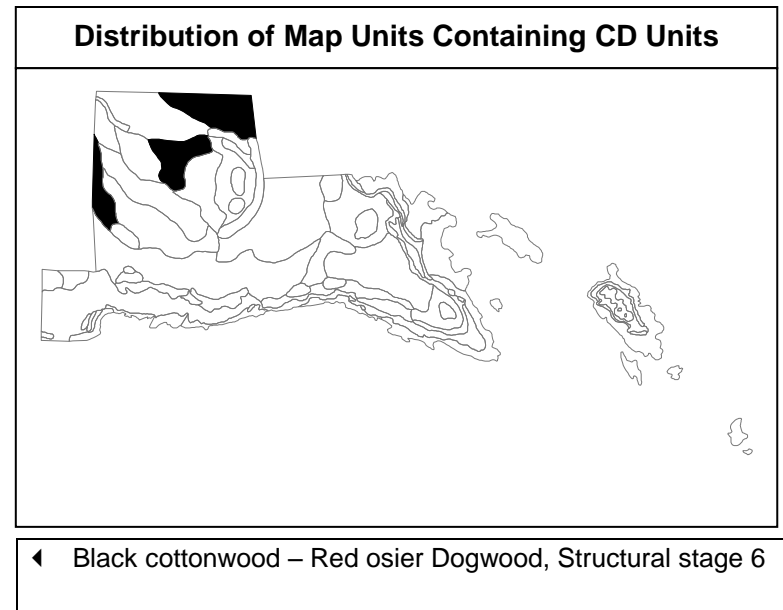 Distribution of Map Units Containing CD Units
Black cottonwood – Red osier Dogwood, Structural stage 6